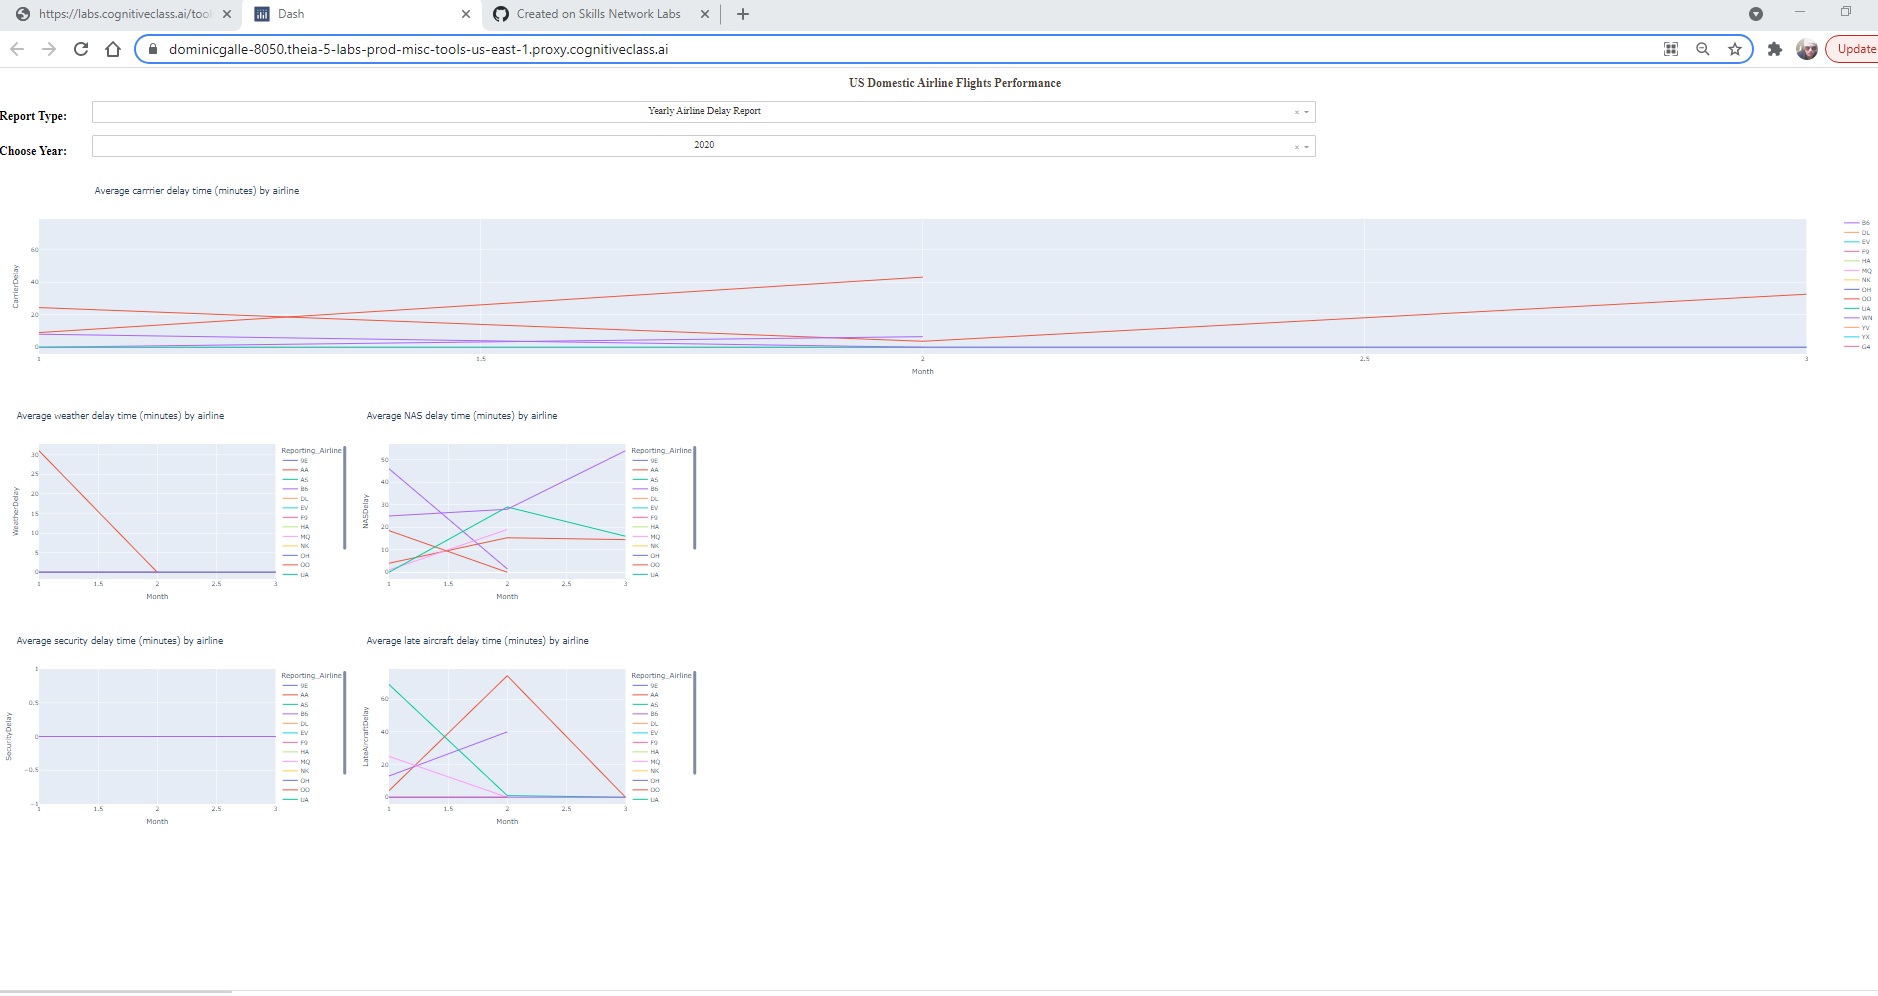 https://labs.cognitiveclass.ai/tool
Dash
Created on Skills Network Labs
dominicgalle-8050.theia-5-labs-prod-misc-tools-us-east-1.proxy.cognitiveclass.ai
Update
US Domestic Airline Flights Performance
Report Type:
Yearly Airline Delay Report
Choose Year:
2020
Average carrrier delay time (minutes) by airline
CarrierDelay
60
40
20
0
1
1.5
2
2.5
3
Month
B6
DL
EV
F9
HA
MQ
NK
OH
OO
UA
WN
YV
YX
G4
Average weather delay time (minutes) by airline
WeatherDelay
30
25
20
15
10
5
0
1
1.5
2
2.5
3
Month
Reporting_Airline
9E
AA
AS
B6
DL
EV
F9
HA
MQ
NK
OH
OO
UA
Average NAS delay time (minutes) by airline
NASDelay
50
40
30
20
10
0
1
1.5
2
2.5
3
Month
Reporting_Airline
9E
AA
AS
B6
DL
EV
F9
HA
MQ
NK
OH
OO
UA
Average security delay time (minutes) by airline
SecurityDelay
1
0.5
0
−0.5
−1
1
1.5
2
2.5
3
Month
Reporting_Airline
9E
AA
AS
B6
DL
EV
F9
HA
MQ
NK
OH
OO
UA
Average late aircraft delay time (minutes) by airline
LateAircraftDelay
60
40
20
0
1
1.5
2
2.5
3
Month
Reporting_Airline
9E
AA
AS
B6
DL
EV
F9
HA
MQ
NK
OH
OO
UA